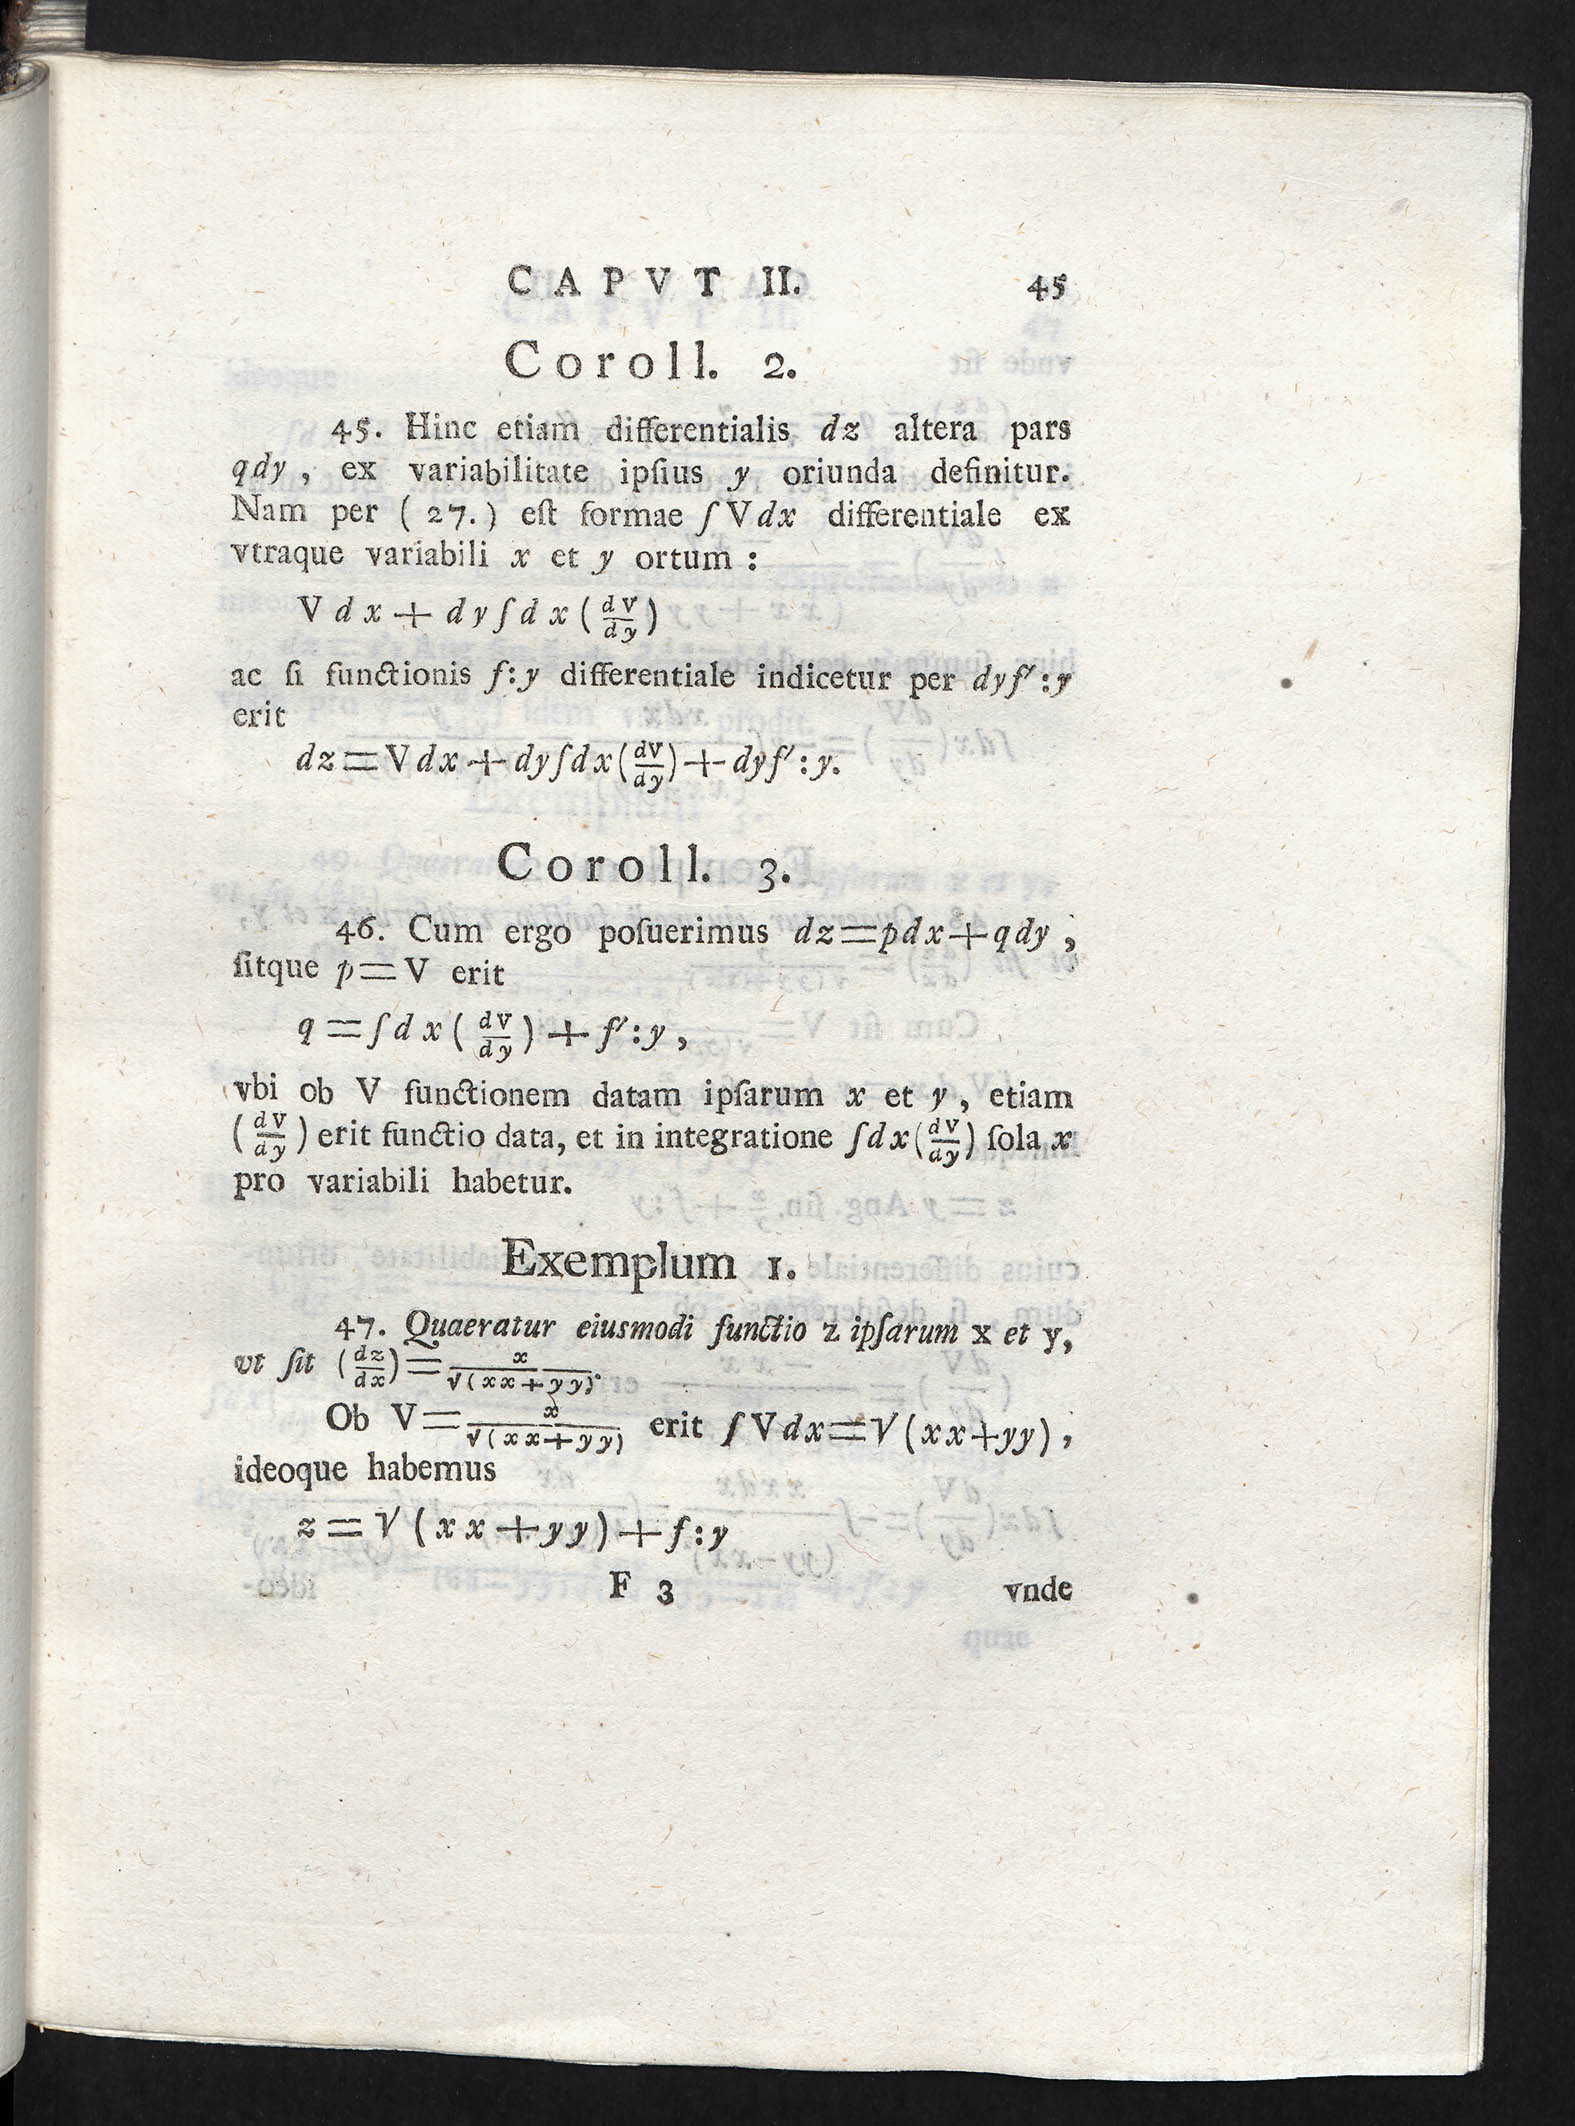 CAPVT II. 45
Coroll. 2.
45. Hinc etiam differentialis dz altera pars
qdy, ex variabilitate ipſius y oriunda definitur.
Nam per (27.) eſt formae ∫Vdx differentiale ex
vtraque variabili x et y ortum:
Vdx + dy∫dx(dV/dy)
ac ſi functionis f:y differentiale indicetur per dyf′:y
erit
dz=Vdx+dy∫dx(dV/dy)+dyf′:y.
Coroll. 3.
46. Cum ergo poſuerimus dz=pdx+qdy,
ſitque p=V erit
q=∫dx(dV/dy)+f′:y,
vbi ob V functionem datam ipſarum x et y, etiam
(dV/dy) erit functio data, et in integratione ∫dx(dV/dy) ſola x
pro variabili habetur.
Exemplum 1.
47. Quaeratur eiusmodi functio z ipſarum x et y,
vt ſit (dz/dx)=x/√(xx+yy).
Ob V=x/√(xx+yy) erit ∫Vdx=√(xx+yy),
ideoque habemus
z=√(xx+yy)+f:y
F 3 vnde